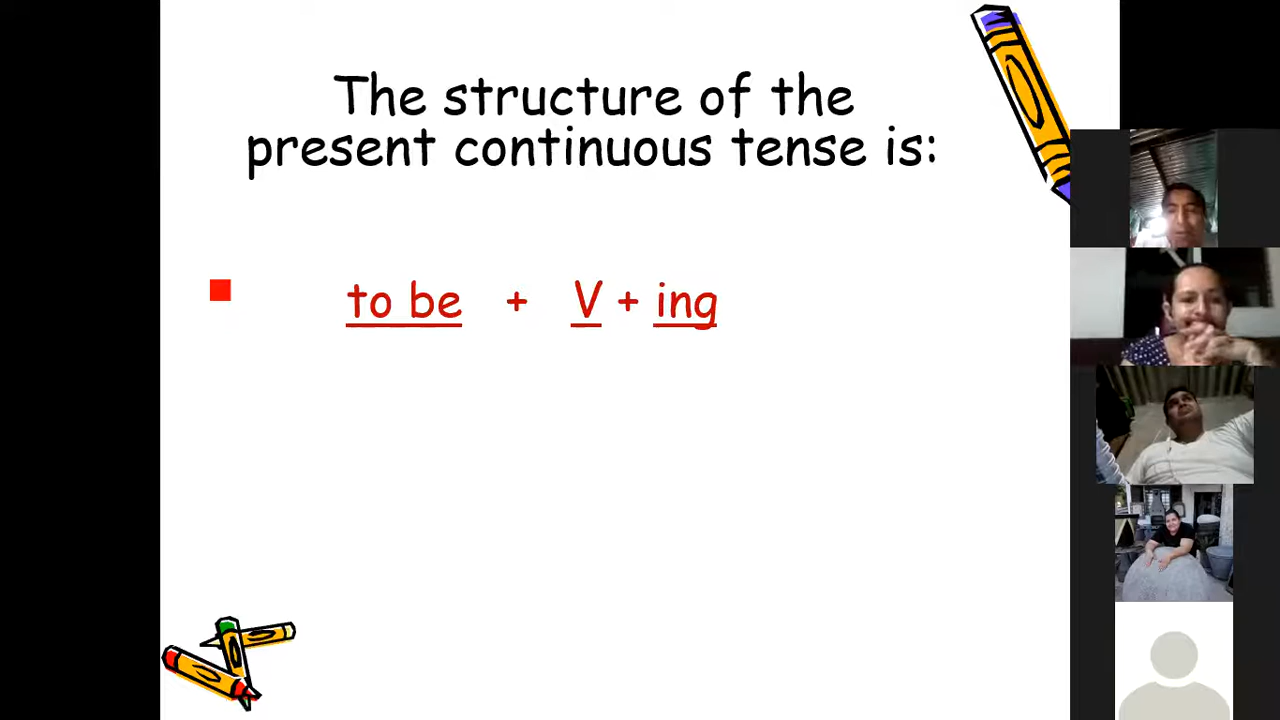 The structure of the
present continuous tense is:
to be + V + ing